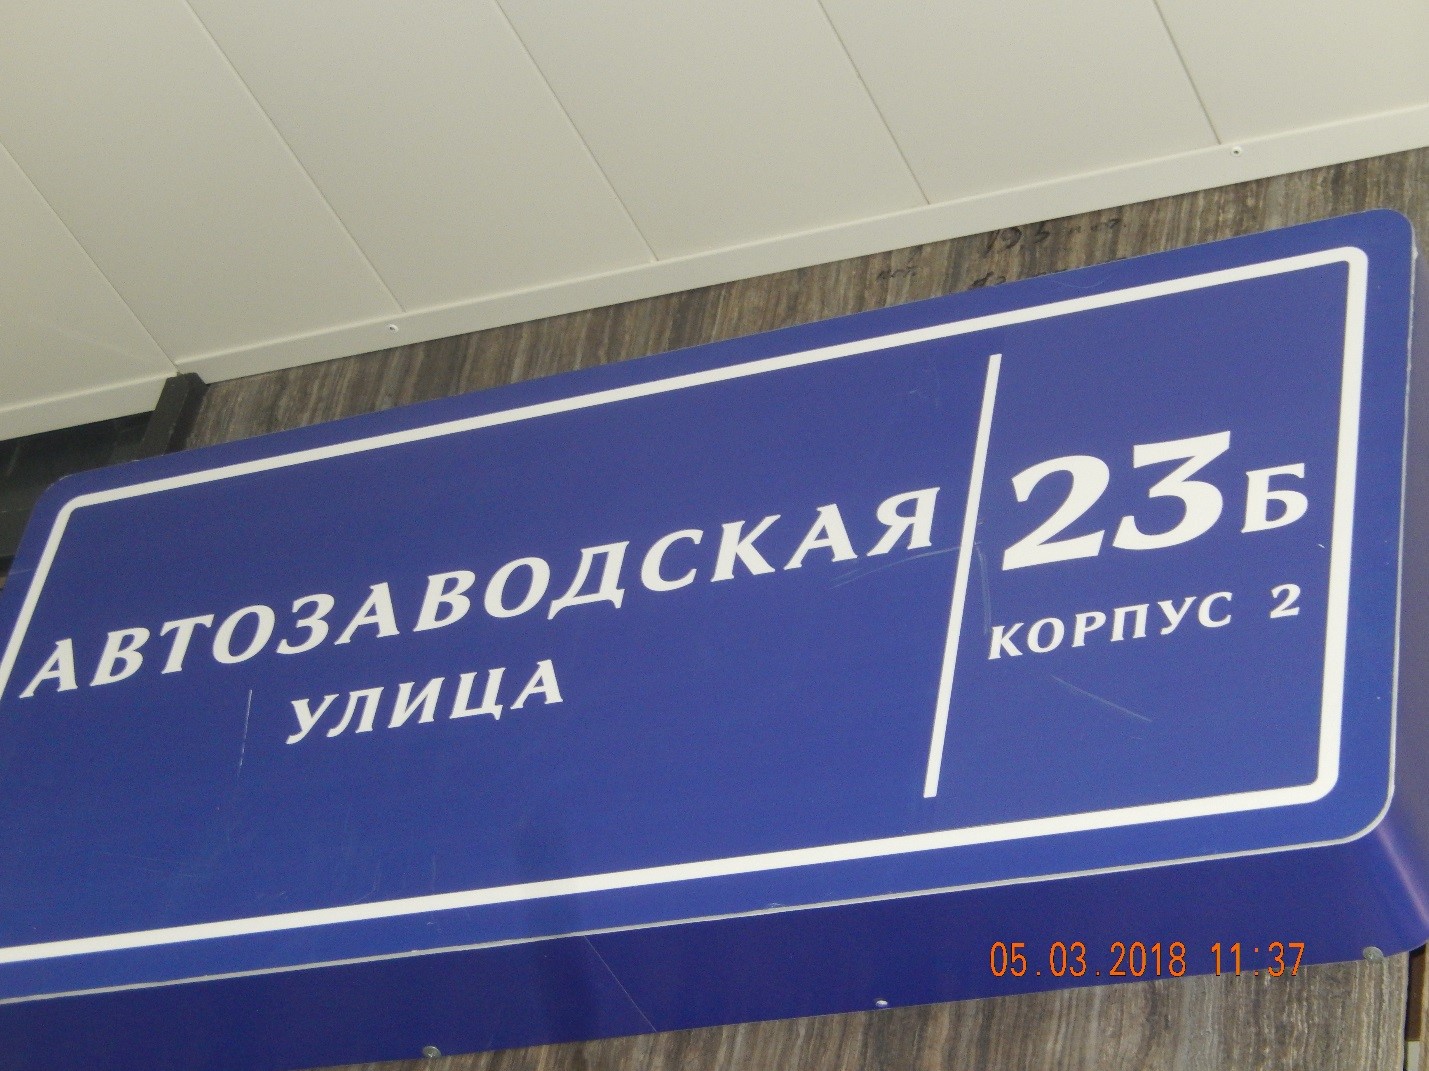 АВТОЗАВОДСКАЯ
УЛИЦА
23Б
КОРПУС 2
05.03.2018 11:37